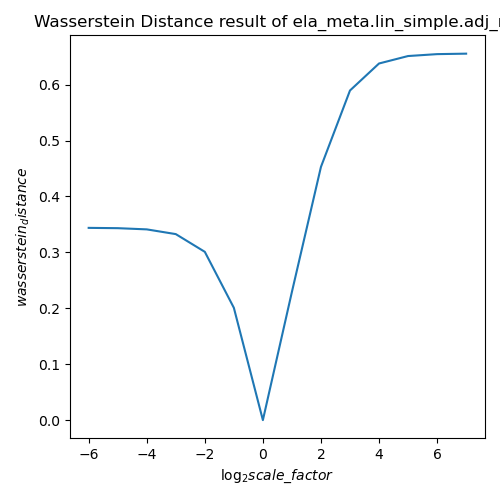 Wasserstein Distance result of ela_meta.lin_simple.adj_
wasserstein_distance
0.6
0.5
0.4
0.3
0.2
0.1
0.0
−6 −4 −2 0 2 4 6
log₂scale_factor